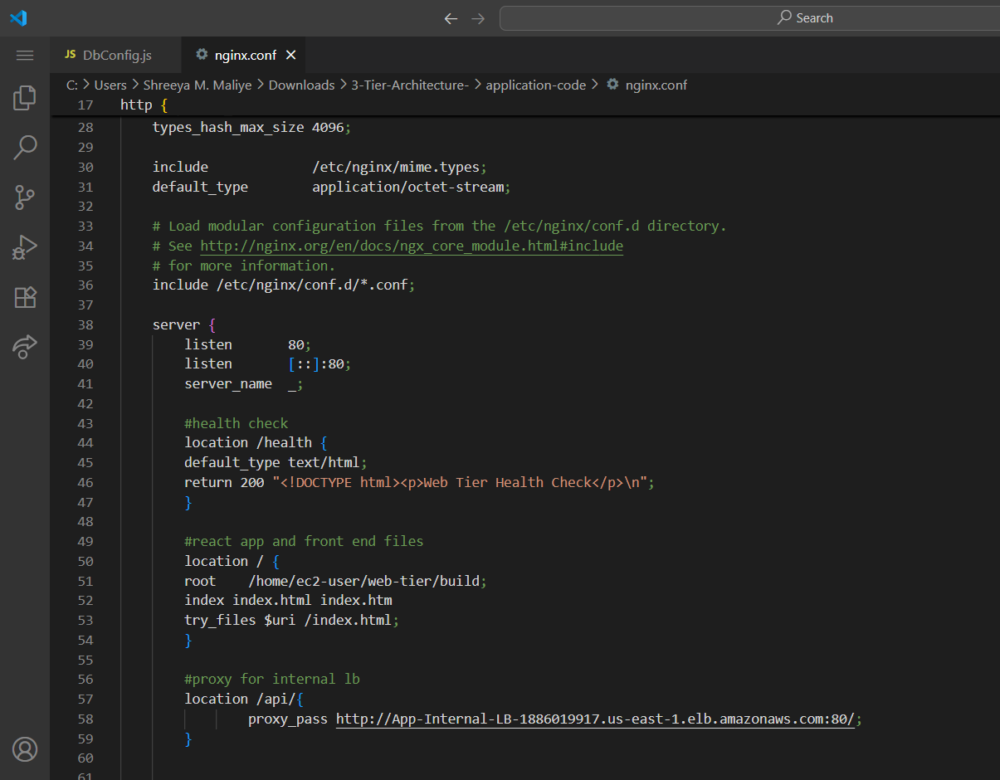 Search
JS DbConfig.js nginx.conf
C: > Users > Shreeya M. Maliye > Downloads > 3-Tier-Architecture- > application-code > nginx.conf
17 http {
28 types_hash_max_size 4096;
29
30 include /etc/nginx/mime.types;
31 default_type application/octet-stream;
32
33 # Load modular configuration files from the /etc/nginx/conf.d directory.
34 # See http://nginx.org/en/docs/ngx_core_module.html#include
35 # for more information.
36 include /etc/nginx/conf.d/*.conf;
37
38 server {
39 listen 80;
40 listen [::]:80;
41 server_name _;
42
43 #health check
44 location /health {
45 default_type text/html;
46 return 200 "<!DOCTYPE html><p>Web Tier Health Check</p>\n";
47 }
48
49 #react app and front end files
50 location / {
51 root /home/ec2-user/web-tier/build;
52 index index.html index.htm
53 try_files $uri /index.html;
54 }
55
56 #proxy for internal lb
57 location /api/{
58 proxy_pass http://App-Internal-LB-1886019917.us-east-1.elb.amazonaws.com:80/;
59 }
60
61